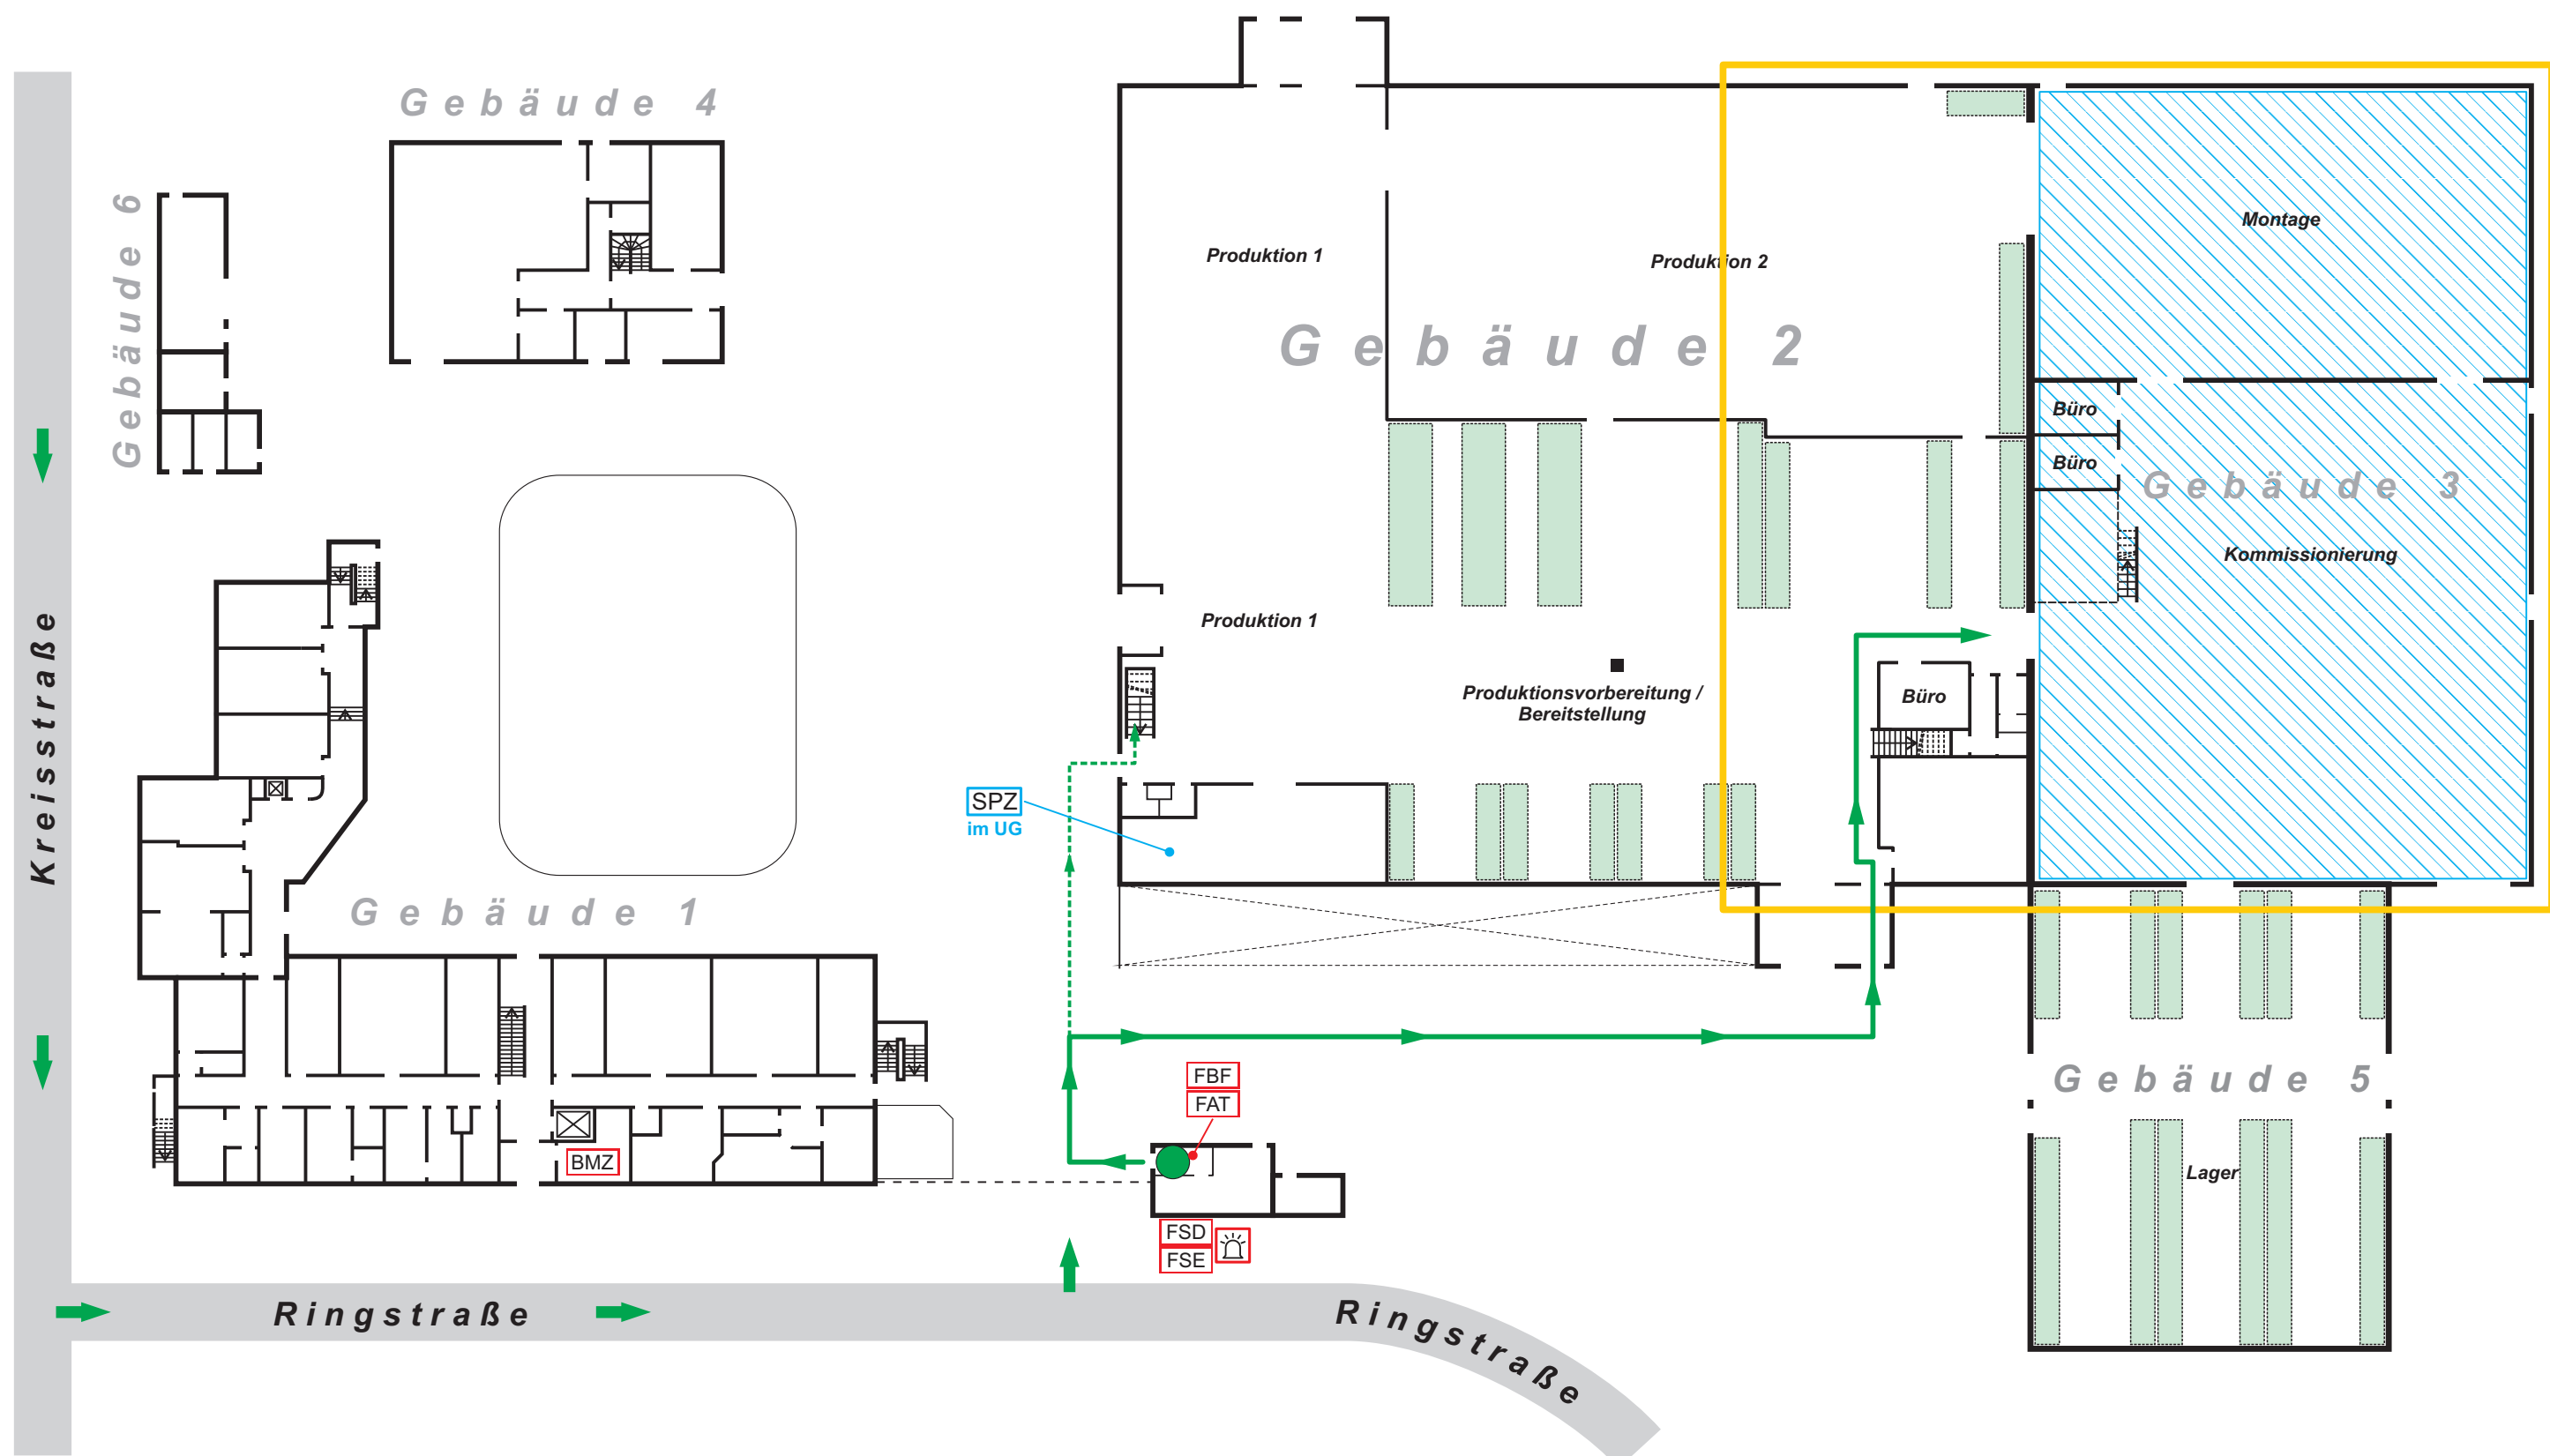 Gebäude 4
Gebäude 6
Produktion 1
Produktion 2
Montage
Gebäude 2
Büro
Büro
Gebäude 3
Kommissionierung
Produktion 1
Produktionsvorbereitung /
Bereitstellung
Büro
Kreisstraße
SPZ
im UG
Gebäude 1
FBF
FAT
Gebäude 5
BMZ
Lager
FSD
FSE
Ringstraße
Ringstraße